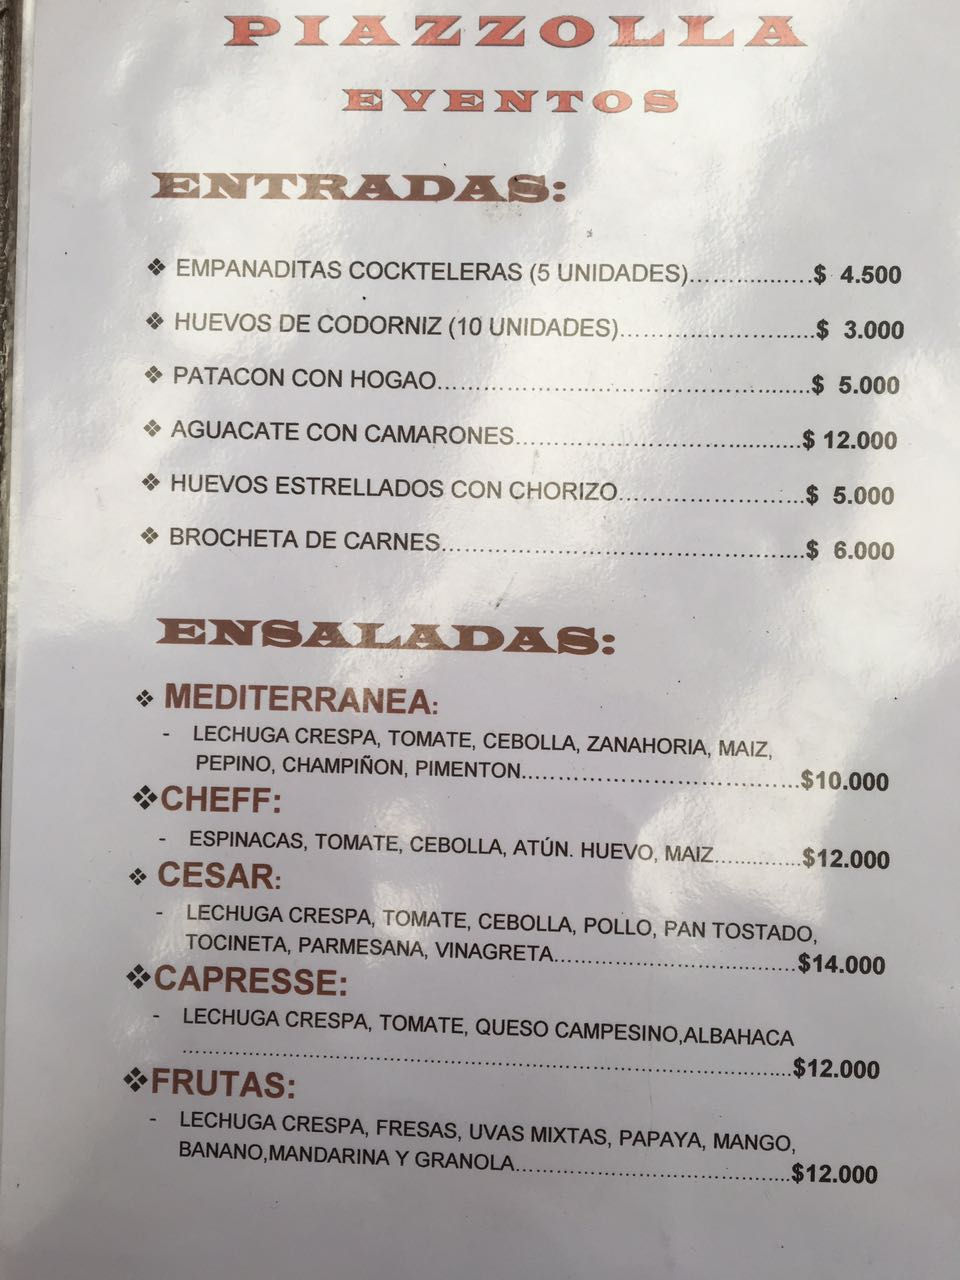 PIAZZOLLA
EVENTOS
ENTRADAS:
❖ EMPANADITAS COCKTELERAS (5 UNIDADES)....................$ 4.500
❖ HUEVOS DE CODORNIZ (10 UNIDADES)..............................$ 3.000
❖ PATACON CON HOGAO..........................................................$ 5.000
❖ AGUACATE CON CAMARONES............................................$ 12.000
❖ HUEVOS ESTRELLADOS CON CHORIZO............................$ 5.000
❖ BROCHETA DE CARNES.......................................................$ 6.000
ENSALADAS:
❖ MEDITERRANEA:
- LECHUGA CRESPA, TOMATE, CEBOLLA, ZANAHORIA, MAIZ,
PEPINO, CHAMPIÑON, PIMENTON..........................................$10.000
❖CHEFF:
- ESPINACAS, TOMATE, CEBOLLA, ATÚN. HUEVO, MAIZ.............$12.000
❖ CESAR:
- LECHUGA CRESPA, TOMATE, CEBOLLA, POLLO, PAN TOSTADO,
TOCINETA, PARMESANA, VINAGRETA.....................................$14.000
❖CAPRESSE:
- LECHUGA CRESPA, TOMATE, QUESO CAMPESINO,ALBAHACA
.............................................................................................$12.000
❖FRUTAS:
- LECHUGA CRESPA, FRESAS, UVAS MIXTAS, PAPAYA, MANGO,
BANANO,MANDARINA Y GRANOLA..........................................$12.000